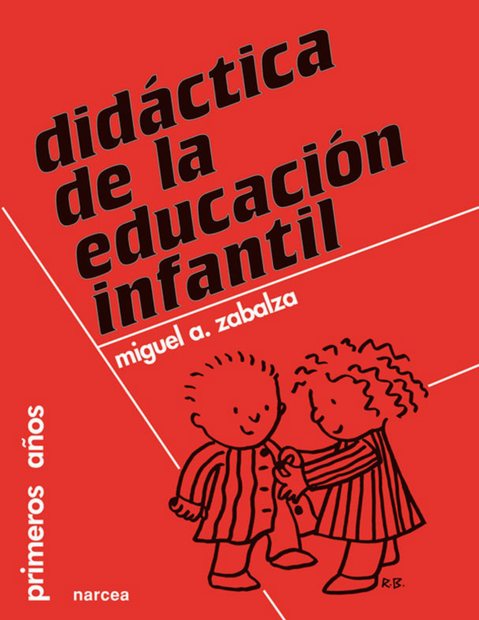 didáctica
de la
educación
infantil
miguel a. zabalza
primeros años
narcea
R.B.